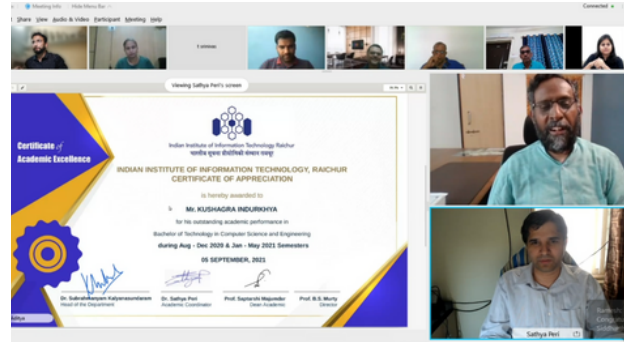 Meeting Info
Hide Menu Bar
Connected
Share View Audio & Video Participant Meeting Help
Viewing Sathya Peri's screen
Certificate of
Academic Excellence
Indian Institute of Information Technology Raichur
भारतीय सूचना प्रौद्योगिकी संस्थान रायचूर
INDIAN INSTITUTE OF INFORMATION TECHNOLOGY, RAICHUR
CERTIFICATE OF APPRECIATION
is hereby awarded to
Mr. KUSHAGRA INDURKHYA
for his outstanding academic performance in
Bachelor of Technology in Computer Science and Engineering
during Aug - Dec 2020 & Jan - May 2021 Semesters
05 SEPTEMBER, 2021
Dr. Subrahmanyam Kalyanasundaram
Head of the Department
Dr. Sathya Peri
Academic Coordinator
Prof. Saptarshi Majumder
Dean Academic
Prof. B.S. Murty
Director
Sathya Peri